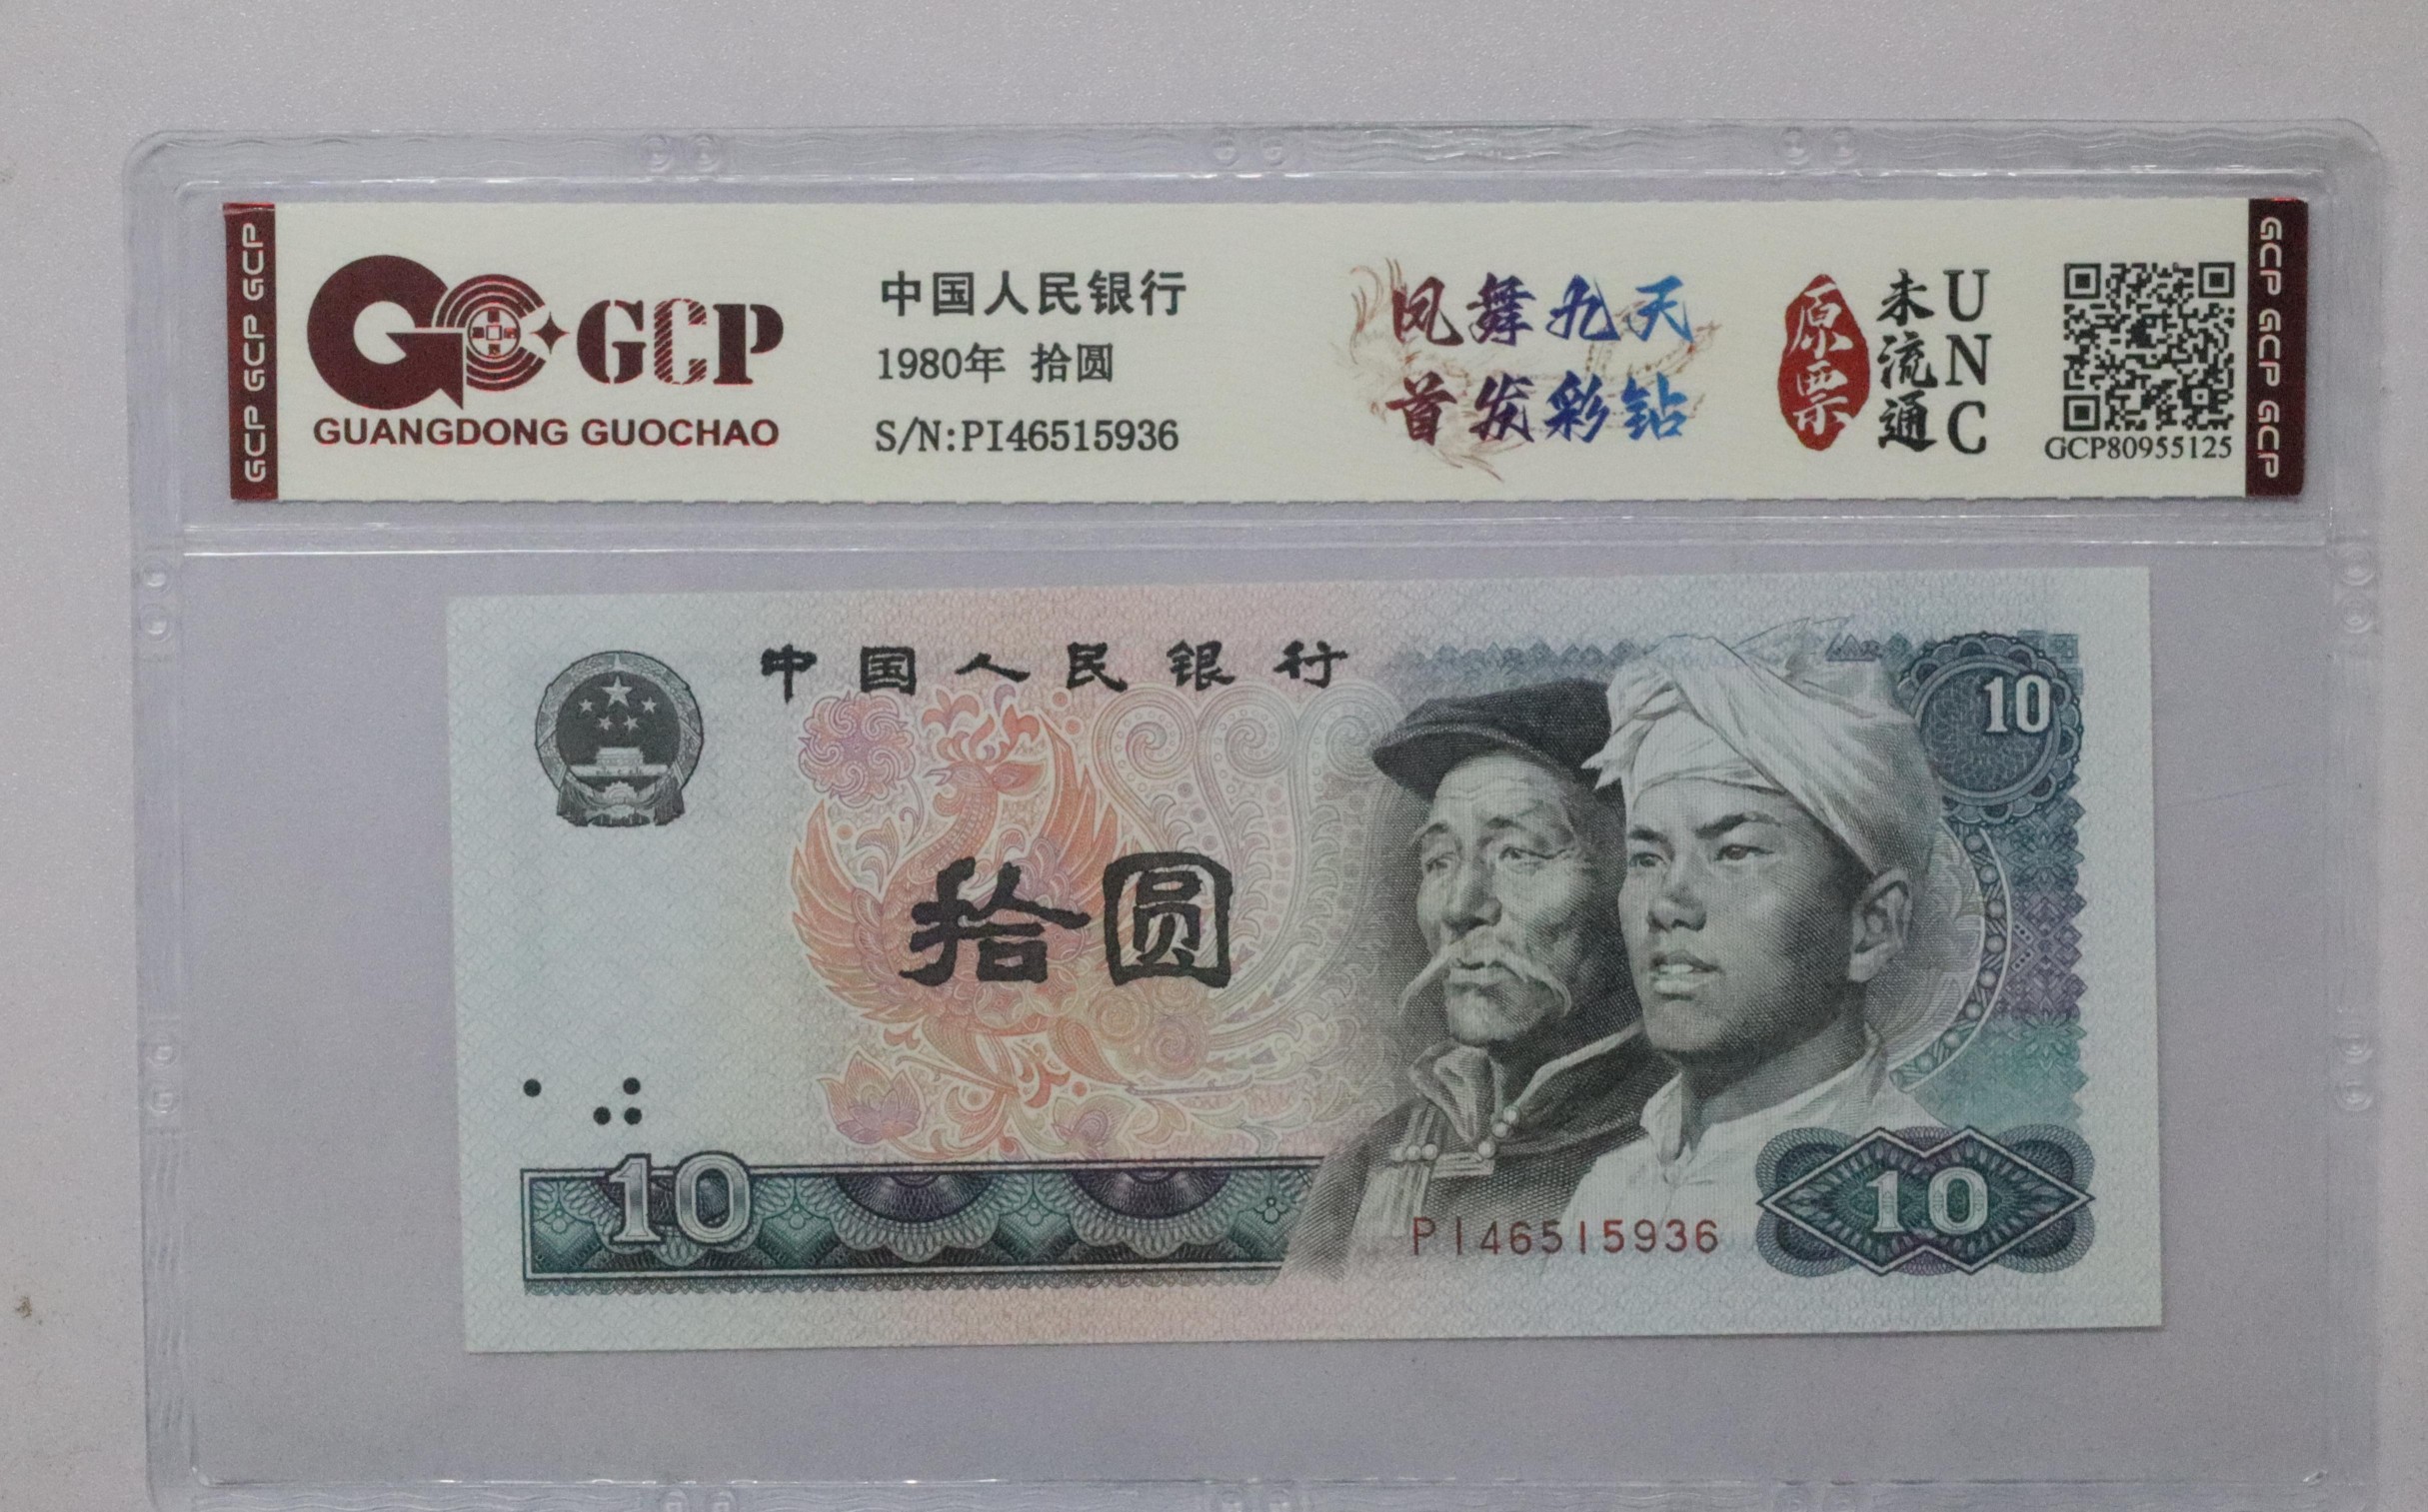 GCP GCP GCP
GCP
GUANGDONG GUOCHAO
中国人民银行
1980年 拾圆
S/N:PI46515936
凤舞九天
首发彩钻
原票
未流通
UNC
GCP80955125
GCP GCP GCP
中国人民银行
10
拾圆
10
PI46515936
10